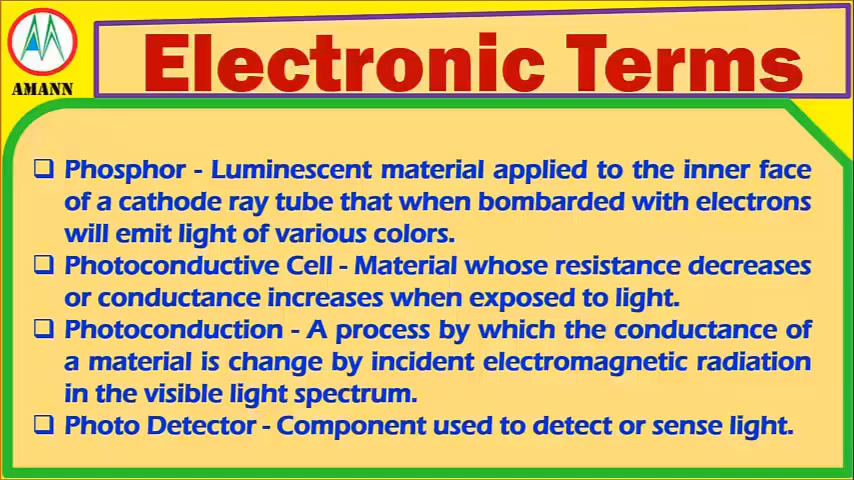 AMANN
Electronic Terms
❑ Phosphor - Luminescent material applied to the inner face
of a cathode ray tube that when bombarded with electrons
will emit light of various colors.
❑ Photoconductive Cell - Material whose resistance decreases
or conductance increases when exposed to light.
❑ Photoconduction - A process by which the conductance of
a material is change by incident electromagnetic radiation
in the visible light spectrum.
❑ Photo Detector - Component used to detect or sense light.